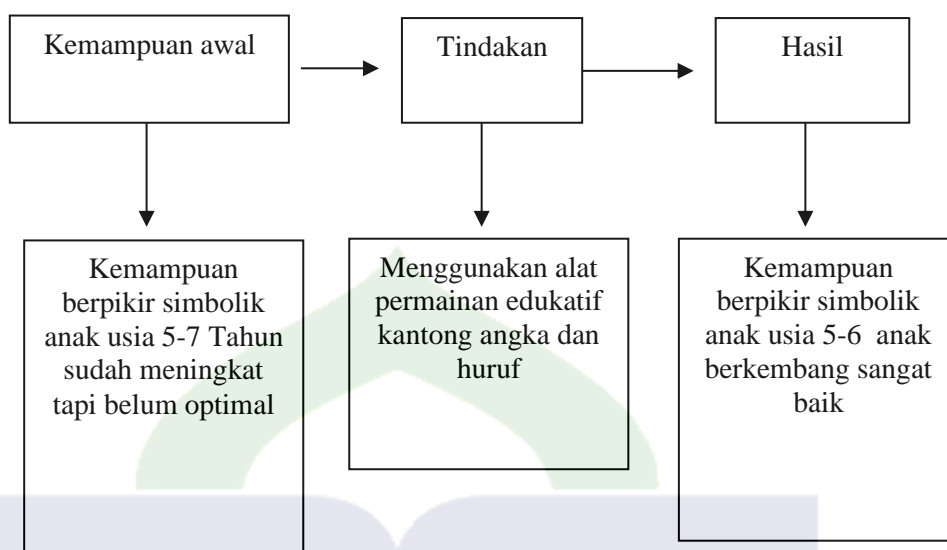 Kemampuan awal
Tindakan
Hasil
Kemampuan
berpikir simbolik
anak usia 5-7 Tahun
sudah meningkat
tapi belum optimal
Menggunakan alat
permainan edukatif
kantong angka dan
huruf
Kemampuan
berpikir simbolik
anak usia 5-6 anak
berkembang sangat
baik